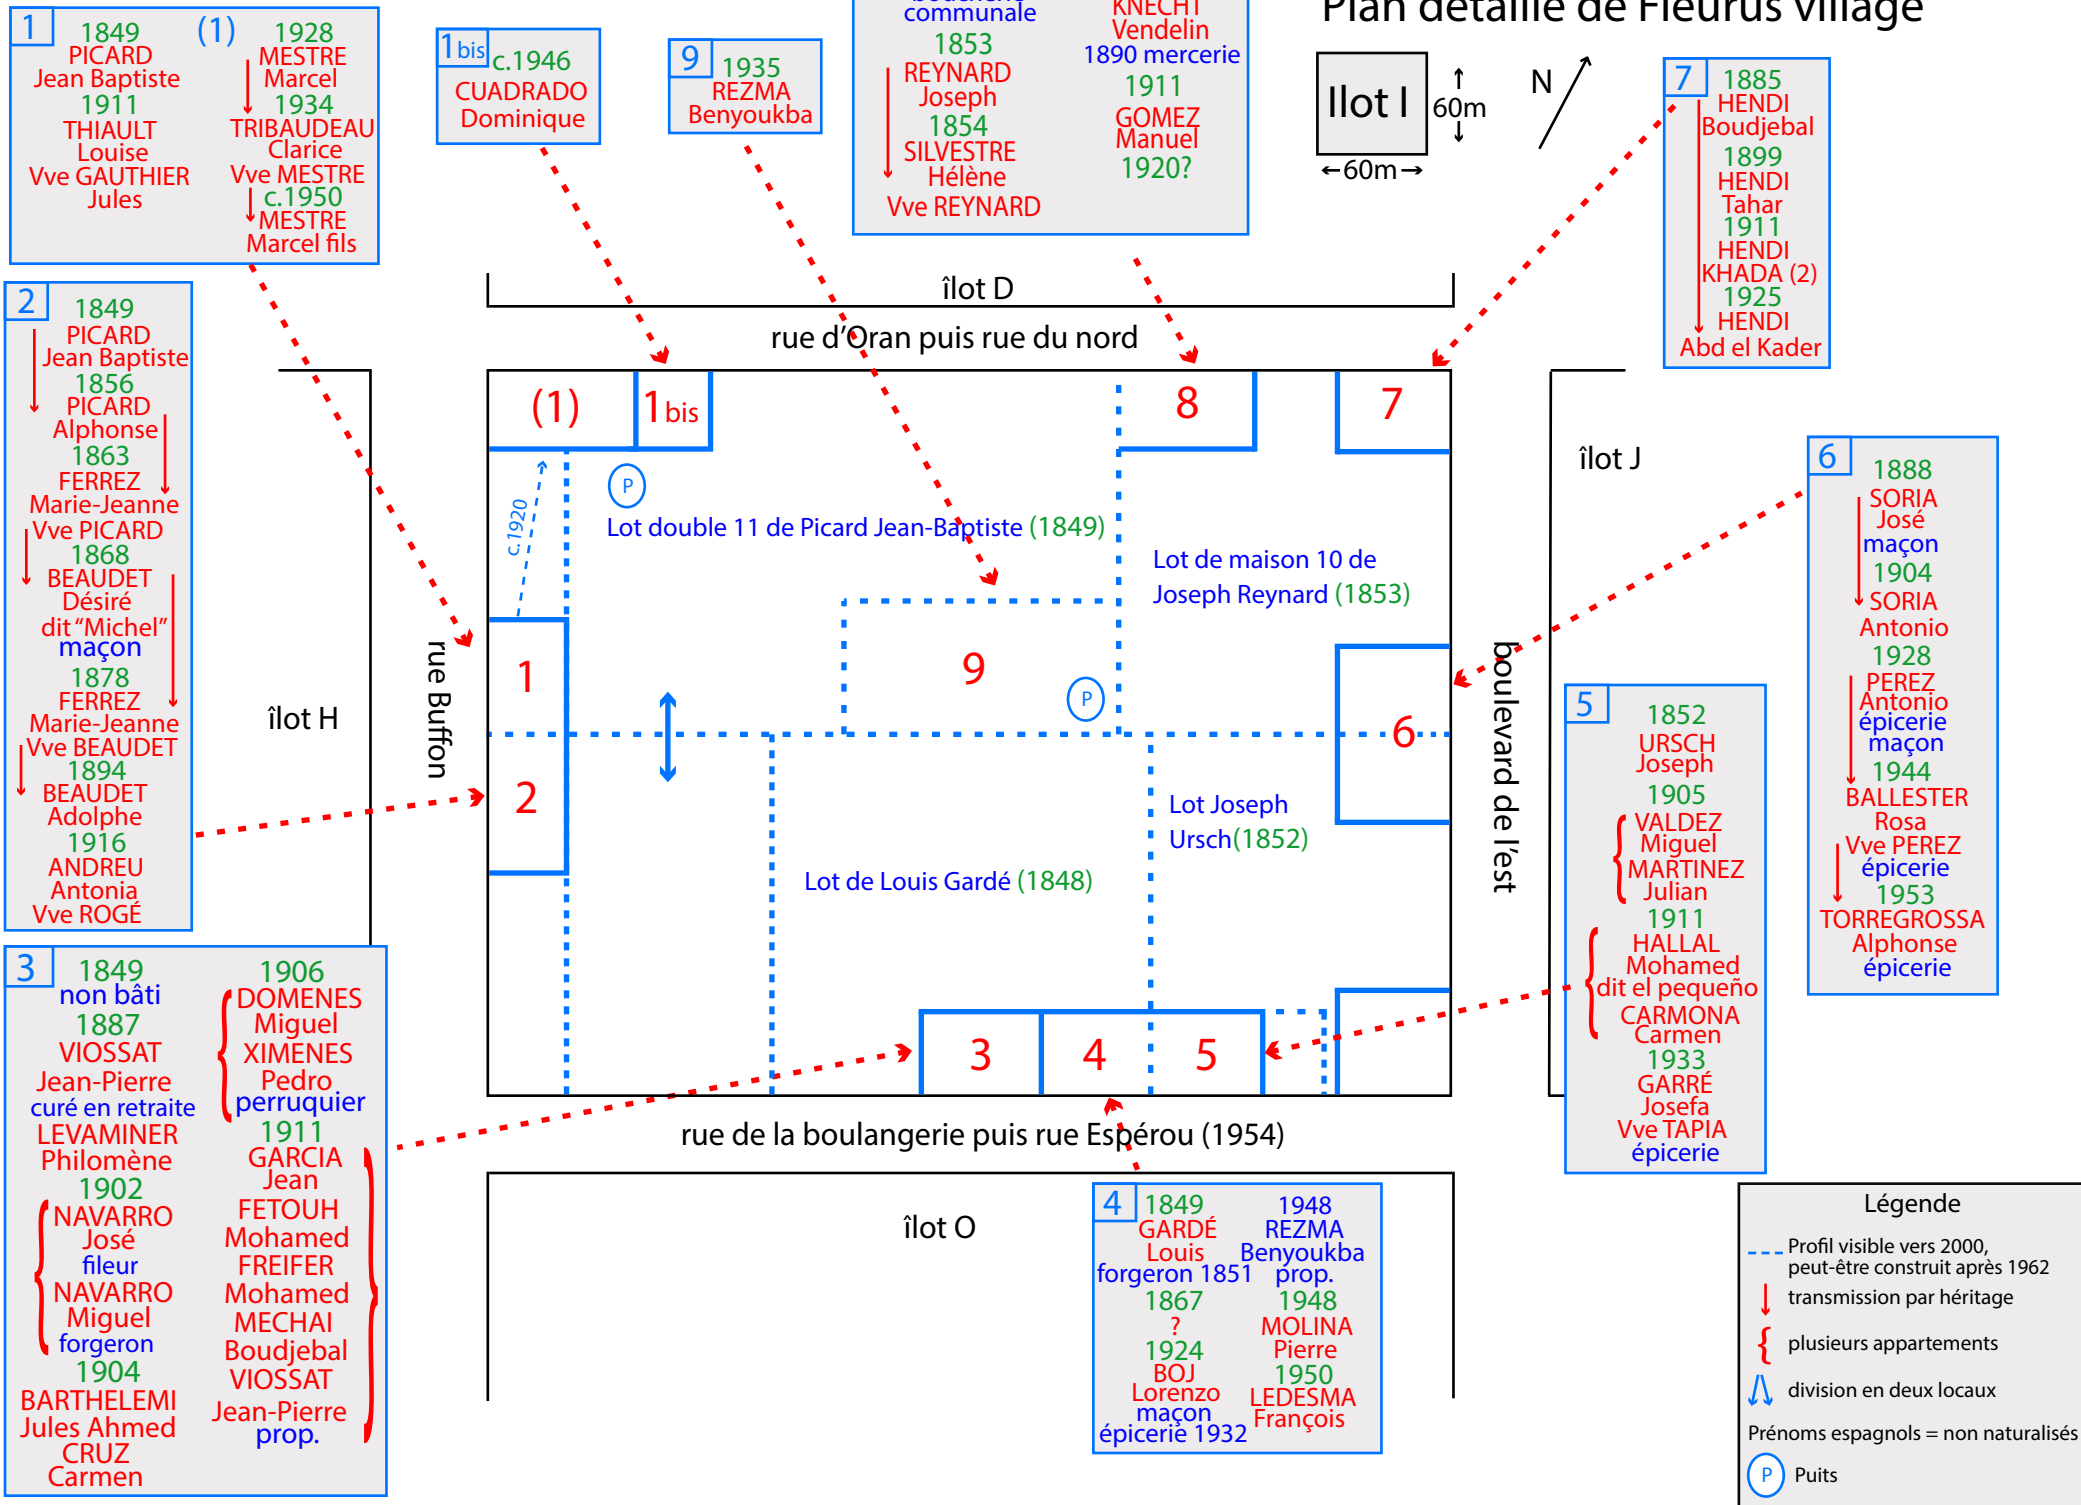 Plan détaillé de Fleurus village
Ilot I
60m
←60m→
N
1
1849
PICARD
Jean Baptiste
1911
THIAULT
Louise
Vve GAUTHIER
Jules
(1)
1928
MESTRE
Marcel
1934
TRIBAUDEAU
Clarice
Vve MESTRE
c.1950
MESTRE
Marcel fils
1bis
c.1946
CUADRADO
Dominique
9
1935
REZMA
Benyoukba
boucherie
communale
1853
REYNARD
Joseph
1854
SILVESTRE
Hélène
Vve REYNARD
KNECHT
Vendelin
1890 mercerie
1911
GOMEZ
Manuel
1920?
7
1885
HENDI
Boudjebal
1899
HENDI
Tahar
1911
HENDI
KHADA (2)
1925
HENDI
Abd el Kader
2
1849
PICARD
Jean Baptiste
1856
PICARD
Alphonse
1863
FERREZ
Marie-Jeanne
Vve PICARD
1868
BEAUDET
Désiré
dit “Michel”
maçon
1878
FERREZ
Marie-Jeanne
Vve BEAUDET
1894
BEAUDET
Adolphe
1916
ANDREU
Antonia
Vve ROGÉ
îlot D
rue d'Oran puis rue du nord
(1)
1bis
8
7
P
c.1920
Lot double 11 de Picard Jean-Baptiste (1849)
Lot de maison 10 de
Joseph Reynard (1853)
îlot J
îlot H
rue Buffon
1
9
P
6
2
boulevard de l'est
Lot Joseph
Ursch(1852)
Lot de Louis Gardé (1848)
3
4
5
rue de la boulangerie puis rue Espérou (1954)
îlot O
6
1888
SORIA
José
maçon
1904
SORIA
Antonio
1928
PEREZ
Antonio
épicerie
maçon
1944
BALLESTER
Rosa
Vve PEREZ
épicerie
1953
TORREGROSSA
Alphonse
épicerie
5
1852
URSCH
Joseph
1905
VALDEZ
Miguel
MARTINEZ
Julian
1911
HALLAL
Mohamed
dit el pequeño
CARMONA
Carmen
1933
GARRÉ
Josefa
Vve TAPIA
épicerie
3
1849
non bâti
1887
VIOSSAT
Jean-Pierre
curé en retraite
LEVAMINER
Philomène
1902
NAVARRO
José
fileur
NAVARRO
Miguel
forgeron
1904
BARTHELEMI
Jules Ahmed
CRUZ
Carmen
1906
DOMENES
Miguel
XIMENES
Pedro
perruquier
1911
GARCIA
Jean
FETOUH
Mohamed
FREIFER
Mohamed
MECHAI
Boudjebal
VIOSSAT
Jean-Pierre
prop.
4
1849
GARDÉ
Louis
forgeron 1851
1867
?
1924
BOJ
Lorenzo
maçon
épicerie 1932
1948
REZMA
Benyoukba
prop.
1948
MOLINA
Pierre
1950
LEDESMA
François
Légende
Profil visible vers 2000,
peut-être construit après 1962
transmission par héritage
plusieurs appartements
division en deux locaux
Prénoms espagnols = non naturalisés
P
Puits